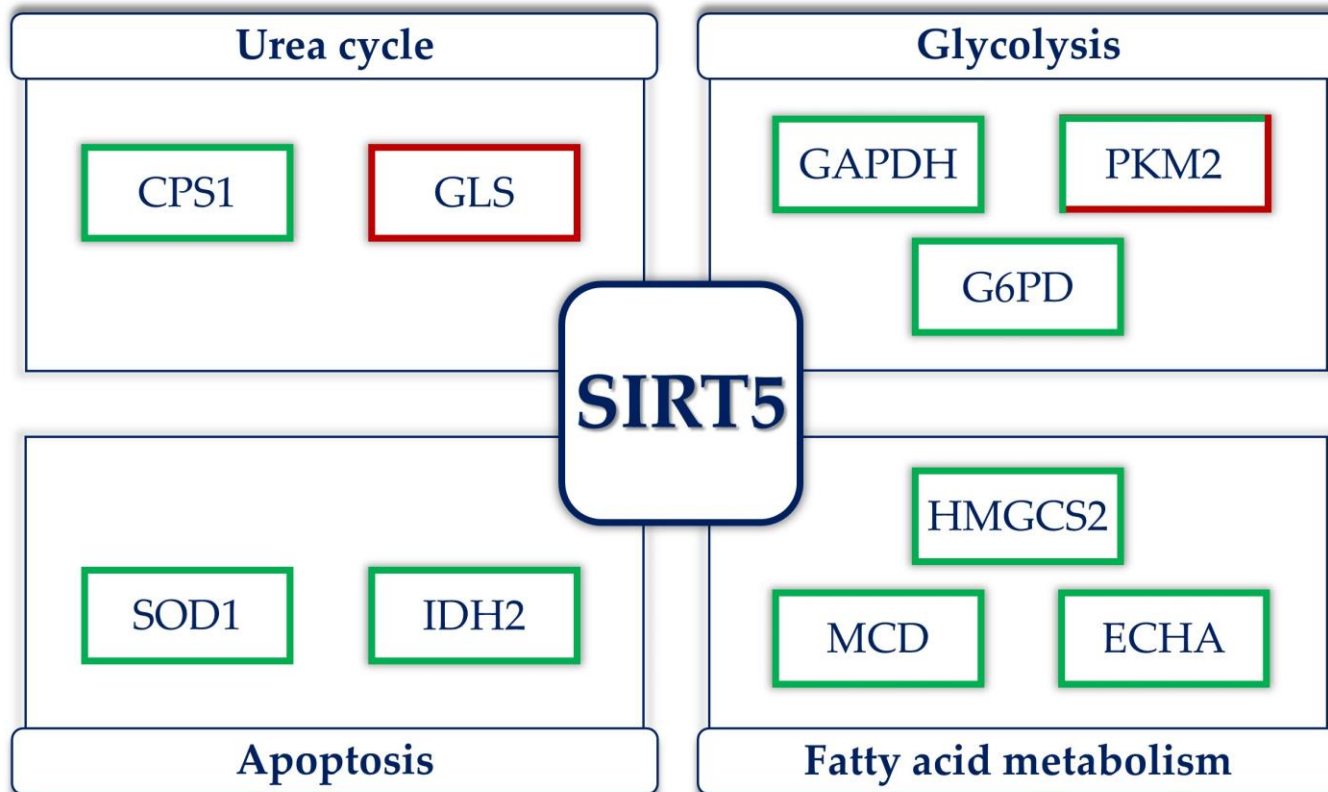 Urea cycle
CPS1
GLS
Glycolysis
GAPDH
PKM2
G6PD
SIRT5
SOD1
IDH2
Apoptosis
HMGCS2
MCD
ECHA
Fatty acid metabolism